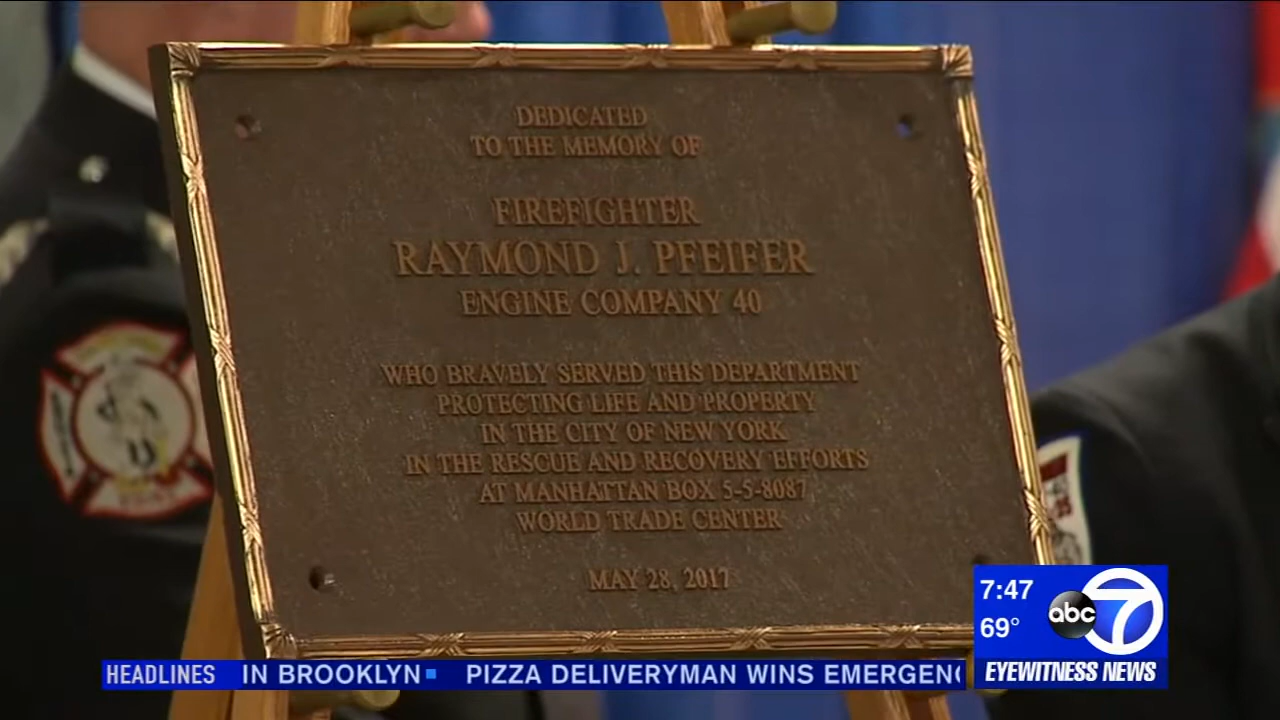 DEDICATED
TO THE MEMORY OF
FIREFIGHTER
RAYMOND J. PFEIFER
ENGINE COMPANY 40
WHO BRAVELY SERVED THIS DEPARTMENT
PROTECTING LIFE AND PROPERTY
IN THE CITY OF NEW YORK
IN THE RESCUE AND RECOVERY EFFORTS
AT MANHATTAN BOX 5-5-8087
WORLD TRADE CENTER
MAY 28, 2017
7:47
69°
abc 7
EYEWITNESS NEWS
HEADLINES IN BROOKLYN ▪ PIZZA DELIVERYMAN WINS EMERGENC